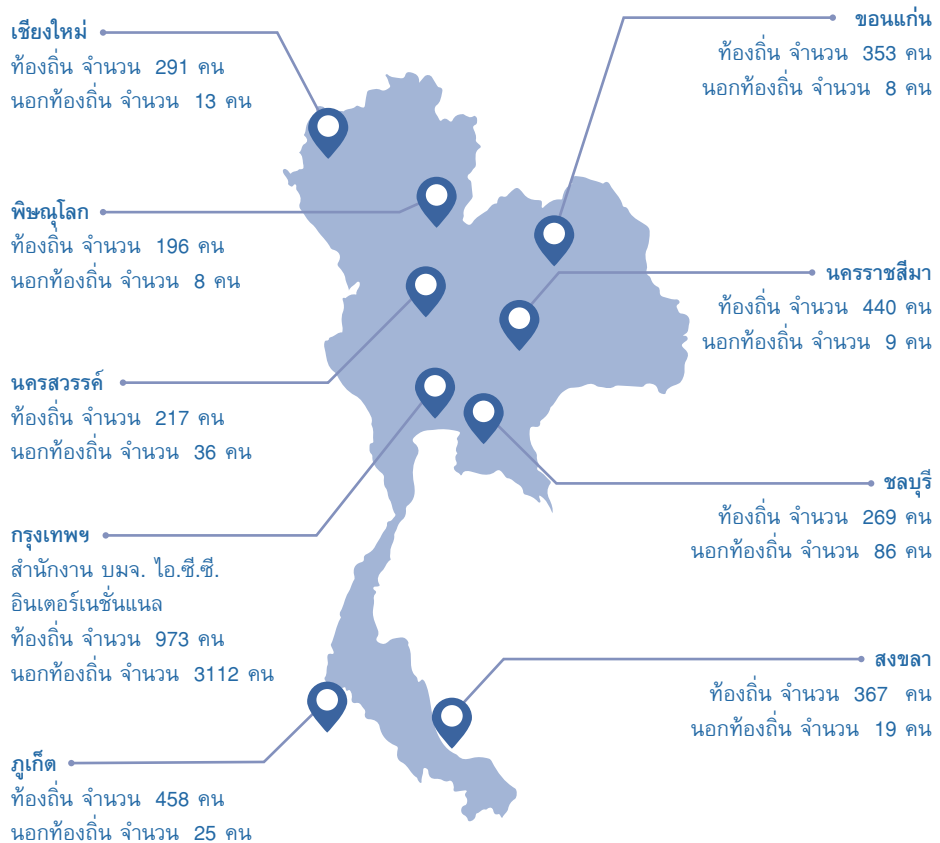 เชียงใหม่
ท้องถิ่น จำนวน 291 คน
นอกท้องถิ่น จำนวน 13 คน
พิษณุโลก
ท้องถิ่น จำนวน 196 คน
นอกท้องถิ่น จำนวน 8 คน
นครสวรรค์
ท้องถิ่น จำนวน 217 คน
นอกท้องถิ่น จำนวน 36 คน
กรุงเทพฯ
สำนักงาน บมจ. ไอ.ซี.ซี.
อินเตอร์เนชั่นแนล
ท้องถิ่น จำนวน 973 คน
นอกท้องถิ่น จำนวน 3112 คน
ภูเก็ต
ท้องถิ่น จำนวน 458 คน
นอกท้องถิ่น จำนวน 25 คน
ขอนแก่น
ท้องถิ่น จำนวน 353 คน
นอกท้องถิ่น จำนวน 8 คน
นครราชสีมา
ท้องถิ่น จำนวน 440 คน
นอกท้องถิ่น จำนวน 9 คน
ชลบุรี
ท้องถิ่น จำนวน 269 คน
นอกท้องถิ่น จำนวน 86 คน
สงขลา
ท้องถิ่น จำนวน 367 คน
นอกท้องถิ่น จำนวน 19 คน